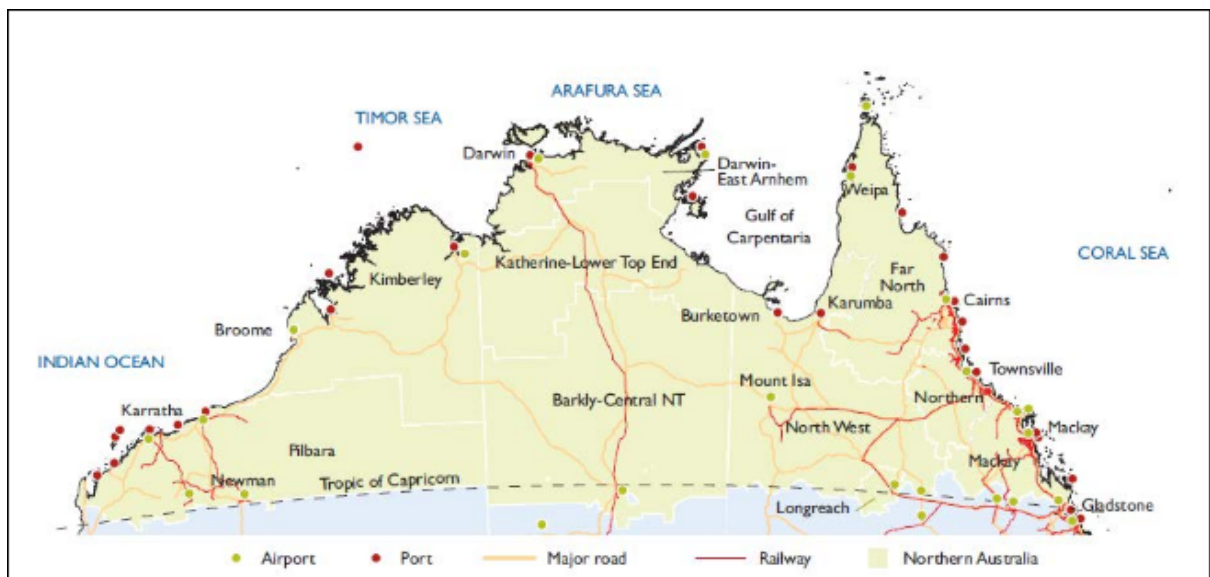 ARAFURA SEA
TIMOR SEA
Darwin
Darwin-
East Arnhem
Weipa
Gulf of
Carpentaria
CORAL SEA
Kimberley
Katherine-Lower Top End
Far
North
Broome
Burketown
Karumba
Cairns
INDIAN OCEAN
Mount Isa
Townsville
Karratha
Barkly-Central NT
Northern
North West
Mackay
Pilbara
Mackay
Newman
Tropic of Capricorn
Longreach
Gladstone
Airport
Port
Major road
Railway
Northern Australia